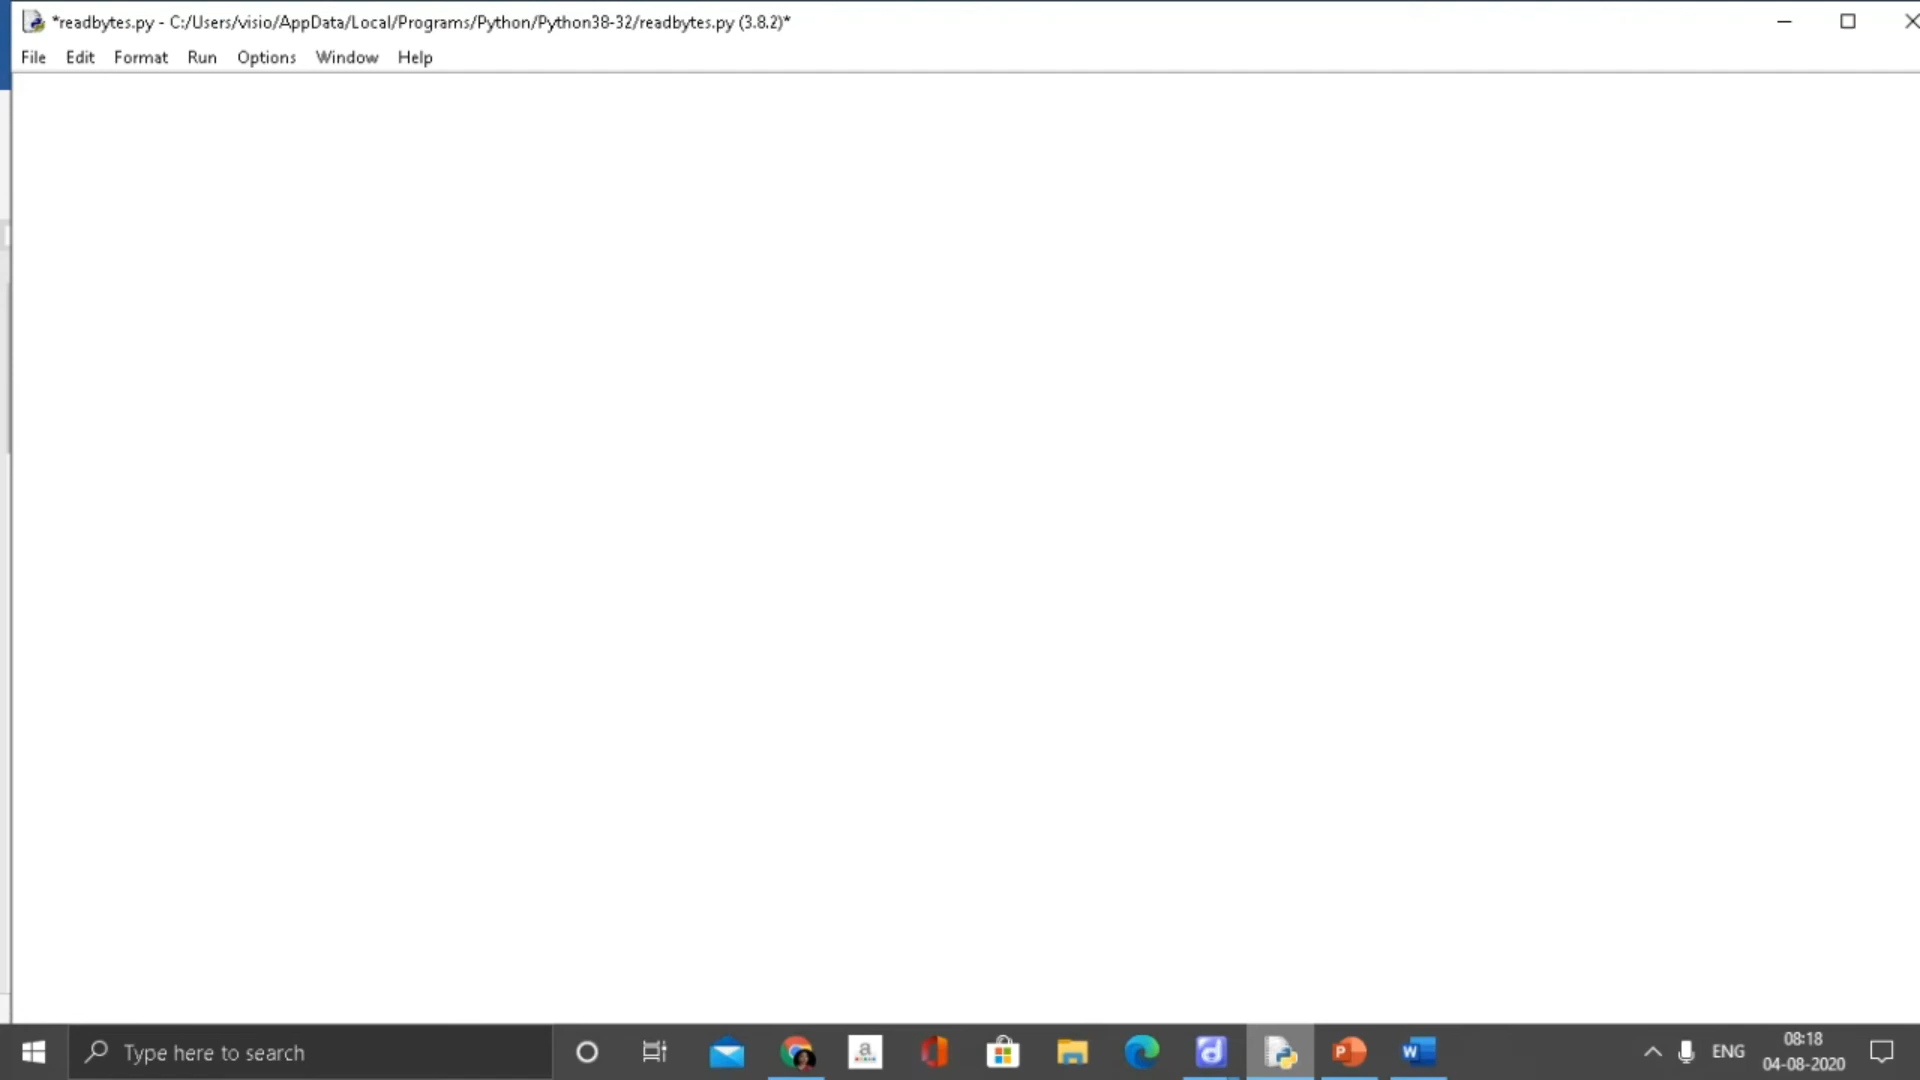 *readbytes.py - C:/Users/visio/AppData/Local/Programs/Python/Python38-32/readbytes.py (3.8.2)*
File Edit Format Run Options Window Help
Type here to search
a
d
P
W
ENG
08:18
04-08-2020